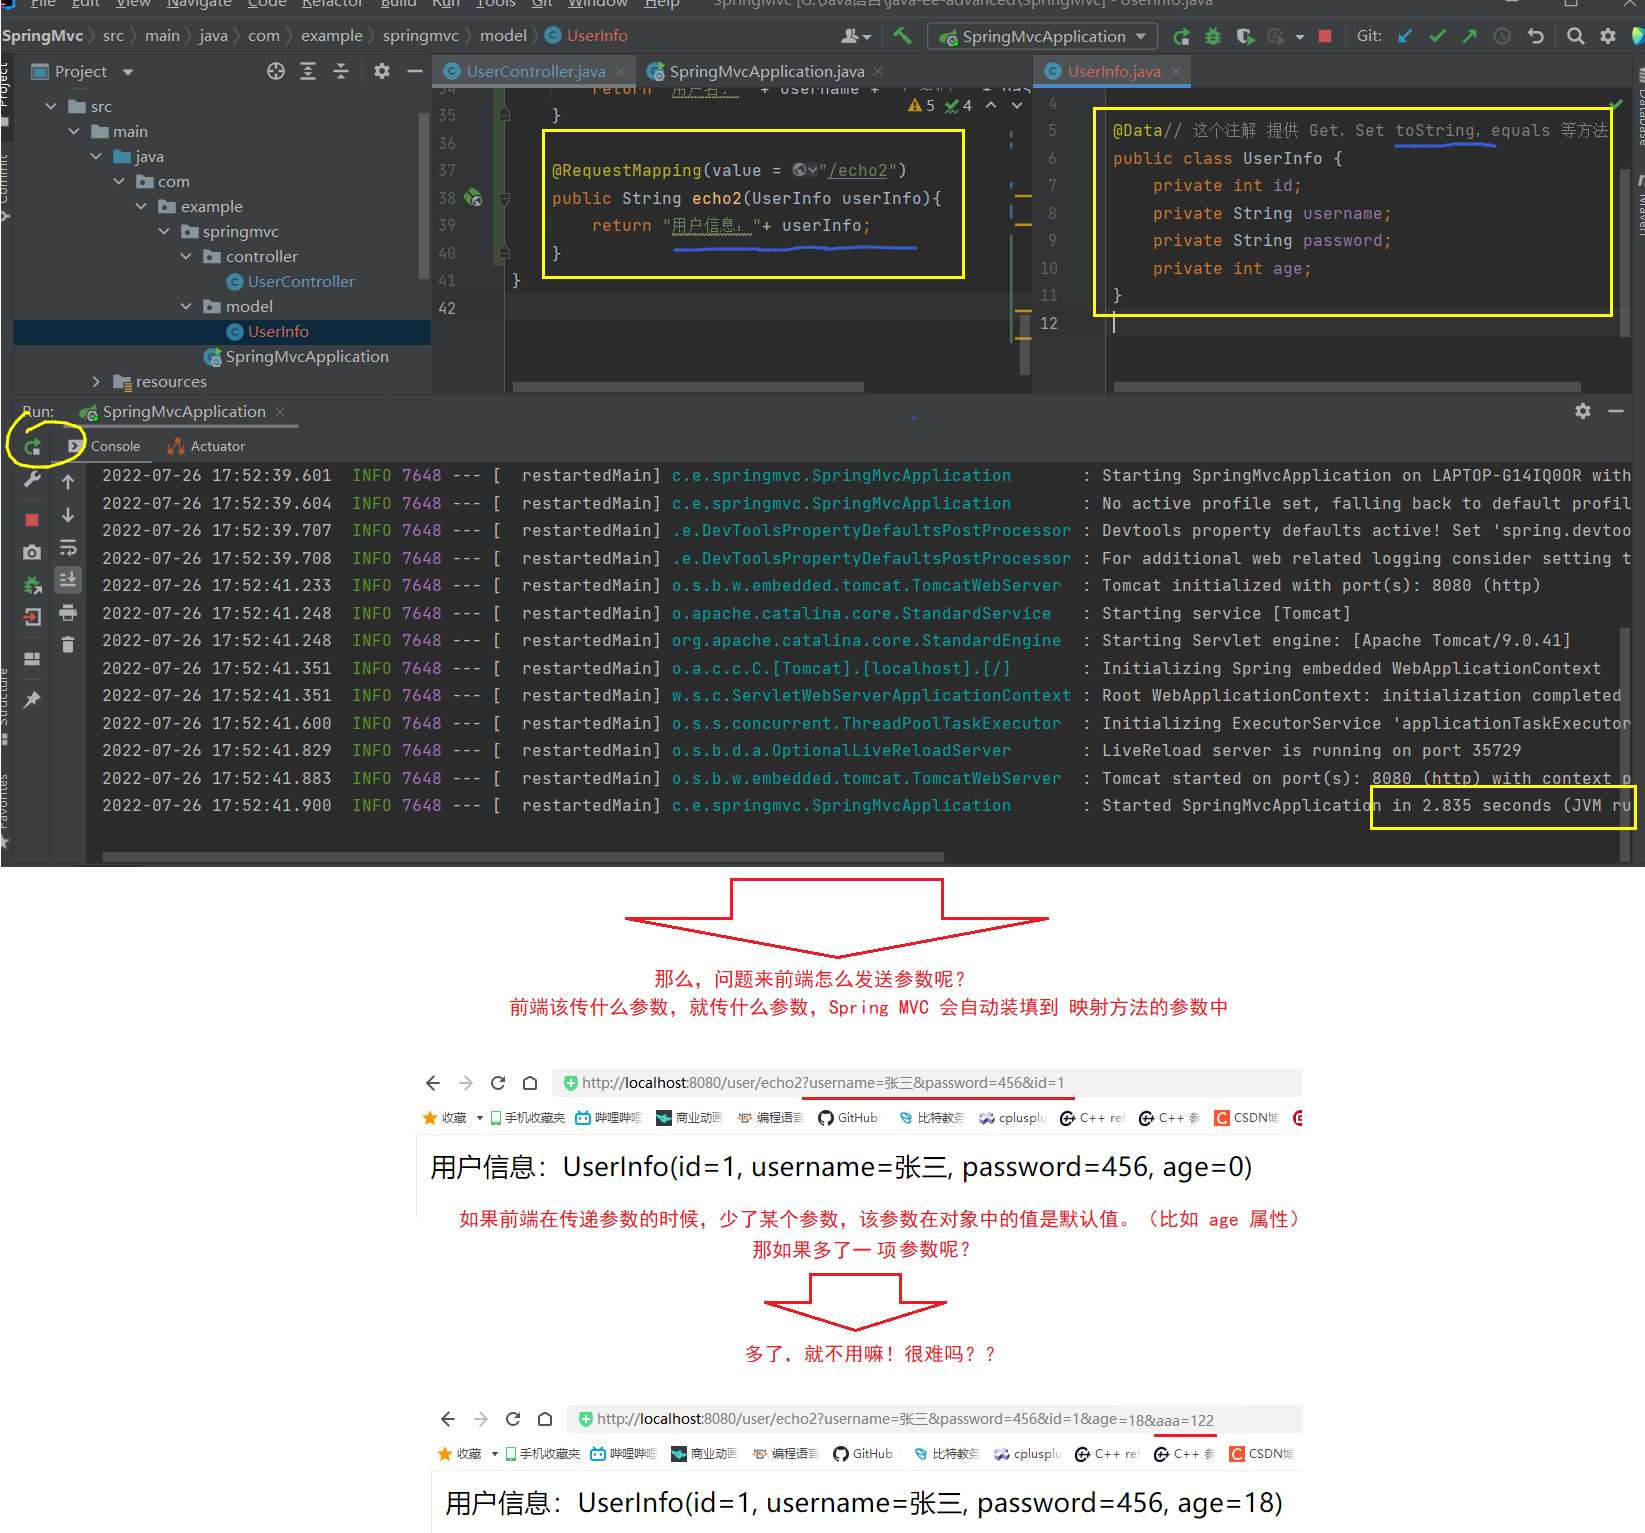 File Edit View Navigate Code Refactor Build Run Tools Git Window Help SpringMvc [G:\Java语言\java-ee-advanced\SpringMvc] - UserInfo.java
SpringMvc src main java com example springmvc model UserInfo SpringMvcApplication Git:
Project
UserController.java SpringMvcApplication.java UserInfo.java
src
main
java
com
example
springmvc
controller
UserController
model
UserInfo
SpringMvcApplication
resources
5 4
35 }
36
37 @RequestMapping(value = "/echo2")
38 public String echo2(UserInfo userInfo){
39 return "用户信息："+ userInfo;
40 }
41 }
42
4
5 @Data// 这个注解 提供 Get, Set toString, equals 等方法
6 public class UserInfo {
7 private int id;
8 private String username;
9 private String password;
10 private int age;
11 }
12
Run: SpringMvcApplication
Console Actuator
2022-07-26 17:52:39.601 INFO 7648 --- [ restartedMain] c.e.springmvc.SpringMvcApplication : Starting SpringMvcApplication on LAPTOP-G14IQ0OR with
2022-07-26 17:52:39.604 INFO 7648 --- [ restartedMain] c.e.springmvc.SpringMvcApplication : No active profile set, falling back to default profil
2022-07-26 17:52:39.707 INFO 7648 --- [ restartedMain] .e.DevToolsPropertyDefaultsPostProcessor : Devtools property defaults active! Set 'spring.devtoo
2022-07-26 17:52:39.708 INFO 7648 --- [ restartedMain] .e.DevToolsPropertyDefaultsPostProcessor : For additional web related logging consider setting t
2022-07-26 17:52:41.233 INFO 7648 --- [ restartedMain] o.s.b.w.embedded.tomcat.TomcatWebServer : Tomcat initialized with port(s): 8080 (http)
2022-07-26 17:52:41.248 INFO 7648 --- [ restartedMain] o.apache.catalina.core.StandardService : Starting service [Tomcat]
2022-07-26 17:52:41.248 INFO 7648 --- [ restartedMain] org.apache.catalina.core.StandardEngine : Starting Servlet engine: [Apache Tomcat/9.0.41]
2022-07-26 17:52:41.351 INFO 7648 --- [ restartedMain] o.a.c.c.C.[Tomcat].[localhost].[/] : Initializing Spring embedded WebApplicationContext
2022-07-26 17:52:41.351 INFO 7648 --- [ restartedMain] w.s.c.ServletWebServerApplicationContext : Root WebApplicationContext: initialization completed
2022-07-26 17:52:41.600 INFO 7648 --- [ restartedMain] o.s.s.concurrent.ThreadPoolTaskExecutor : Initializing ExecutorService 'applicationTaskExecutor
2022-07-26 17:52:41.829 INFO 7648 --- [ restartedMain] o.s.b.d.a.OptionalLiveReloadServer : LiveReload server is running on port 35729
2022-07-26 17:52:41.883 INFO 7648 --- [ restartedMain] o.s.b.w.embedded.tomcat.TomcatWebServer : Tomcat started on port(s): 8080 (http) with context p
2022-07-26 17:52:41.900 INFO 7648 --- [ restartedMain] c.e.springmvc.SpringMvcApplication : Started SpringMvcApplication in 2.835 seconds (JVM ru
那么，问题来前端怎么发送参数呢？
前端该传什么参数，就传什么参数，Spring MVC 会自动装填到 映射方法的参数中
http://localhost:8080/user/echo2?username=张三&password=456&id=1
收藏 手机收藏夹 哔哩哔哩 商业动画 编程语言 GitHub 比特教务 cplusplu C++ ref C++ 参 CSDN博
用户信息：UserInfo(id=1, username=张三, password=456, age=0)
如果前端在传递参数的时候，少了某个参数，该参数在对象中的值是默认值。（比如 age 属性）
那如果多了一 项参数呢？
多了，就不用嘛！很难吗？？
http://localhost:8080/user/echo2?username=张三&password=456&id=1&age=18&aaa=122
收藏 手机收藏夹 哔哩哔哩 商业动画 编程语言 GitHub 比特教务 cplusplu C++ ref C++ 参 CSDN博
用户信息：UserInfo(id=1, username=张三, password=456, age=18)